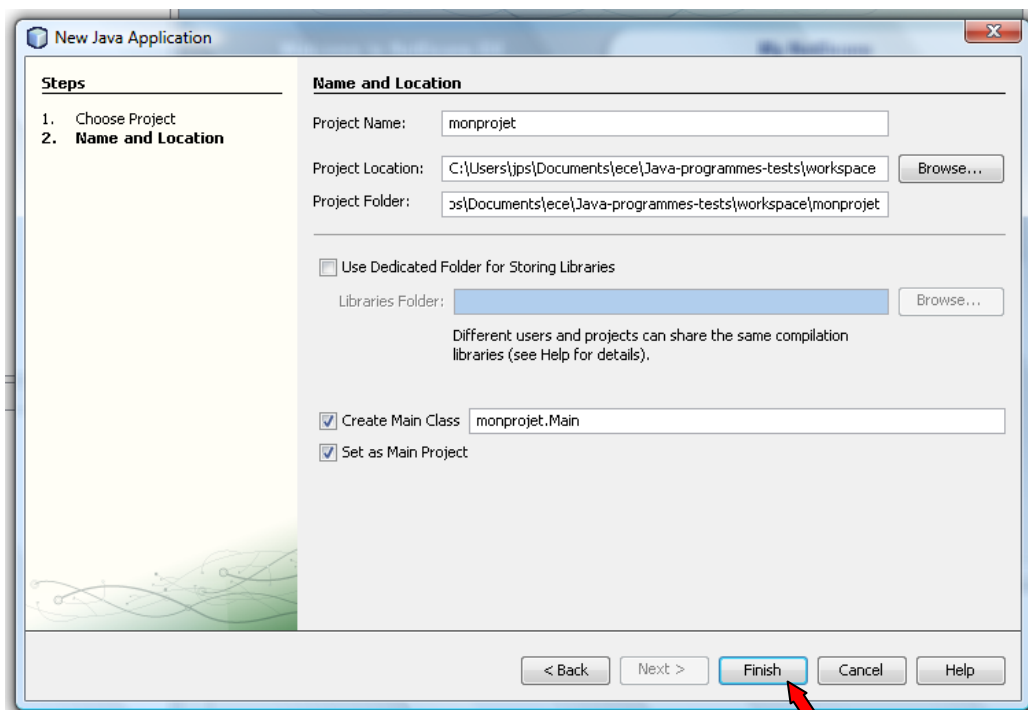 New Java Application
Steps
1. Choose Project
2. Name and Location
Name and Location
Project Name: monprojet
Project Location: C:\Users\jps\Documents\ece\Java-programmes-tests\workspace Browse...
Project Folder: ps\Documents\ece\Java-programmes-tests\workspace\monprojet
Use Dedicated Folder for Storing Libraries
Libraries Folder: Browse...
Different users and projects can share the same compilation
libraries (see Help for details).
Create Main Class monprojet.Main
Set as Main Project
< Back Next > Finish Cancel Help